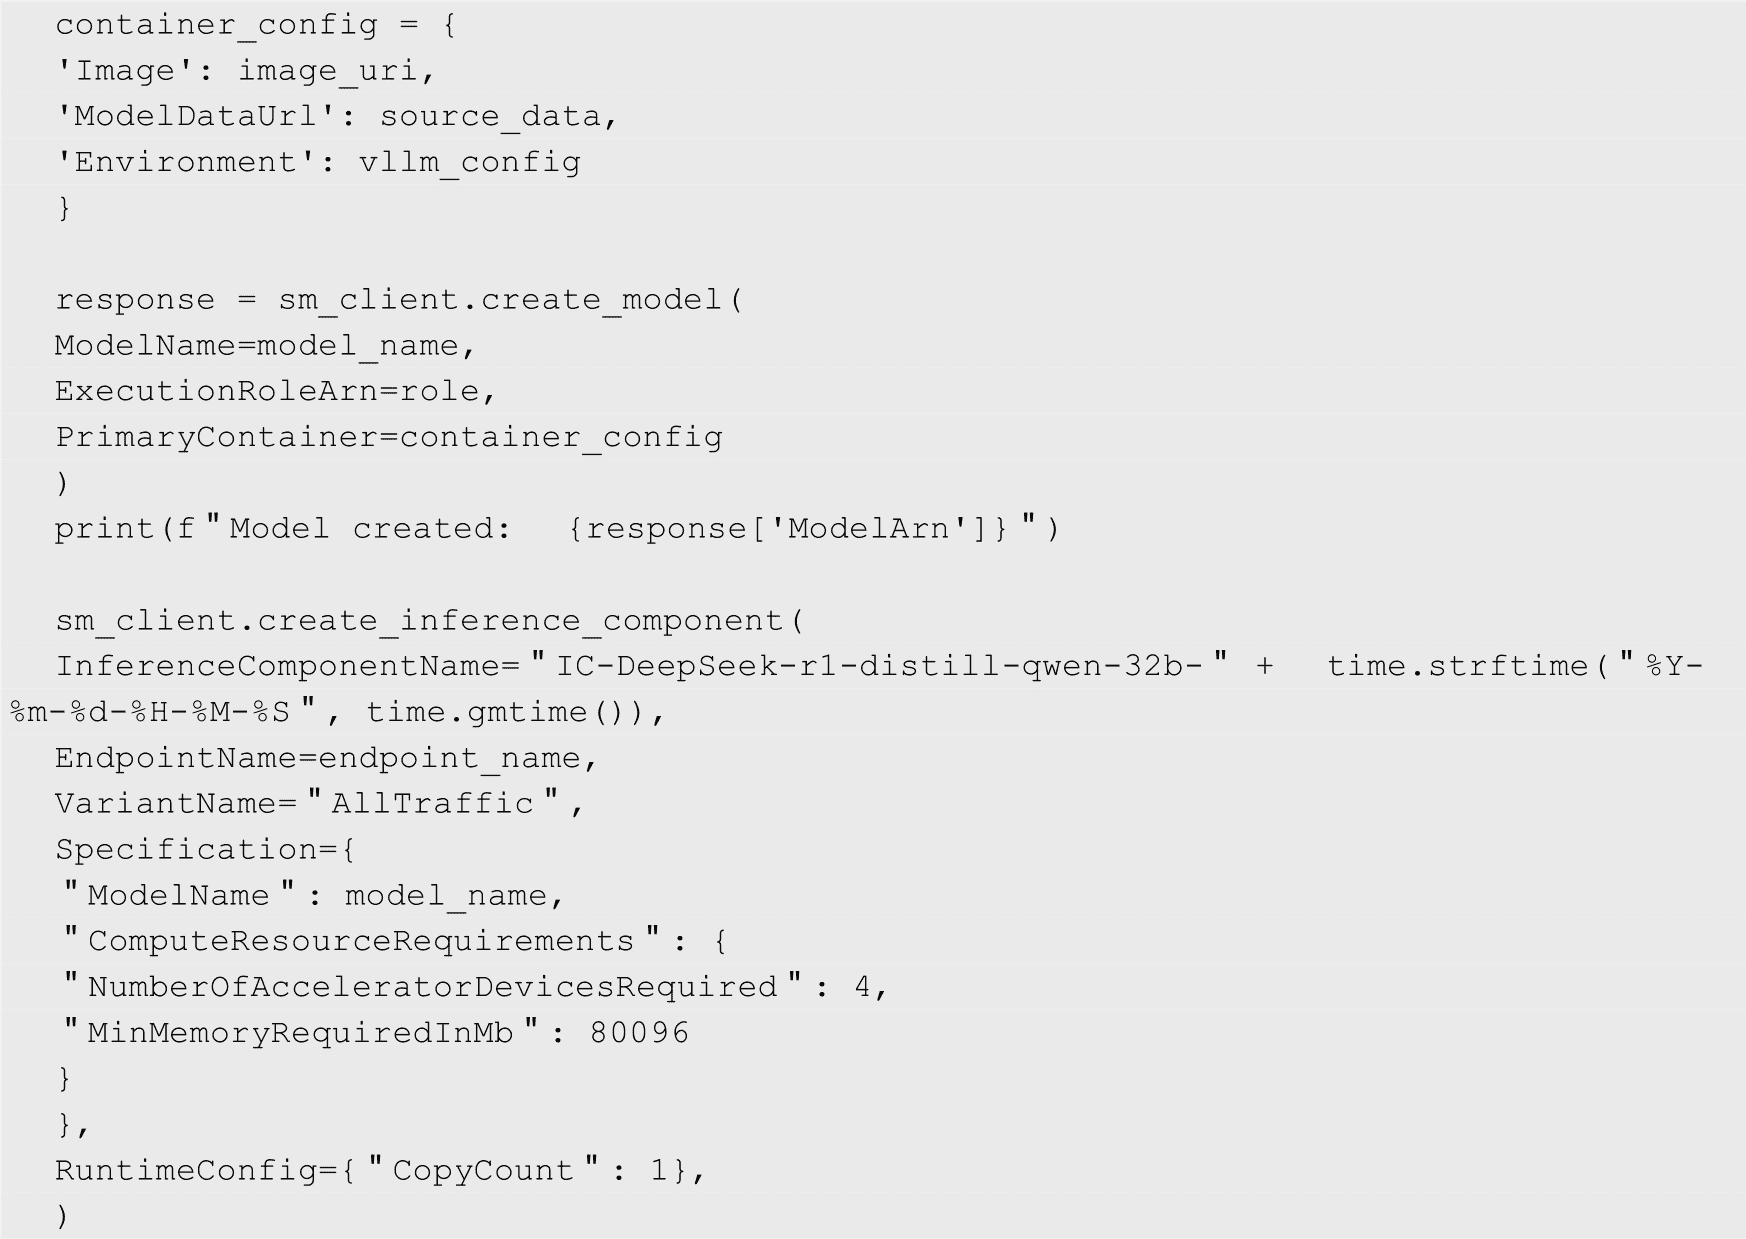 container_config = {
'Image': image_uri,
'ModelDataUrl': source_data,
'Environment': vllm_config
}

response = sm_client.create_model(
ModelName=model_name,
ExecutionRoleArn=role,
PrimaryContainer=container_config
)
print(f"Model created:  {response['ModelArn']}")

sm_client.create_inference_component(
InferenceComponentName="IC-DeepSeek-r1-distill-qwen-32b-" +  time.strftime("%Y-
%m-%d-%H-%M-%S", time.gmtime()),
EndpointName=endpoint_name,
VariantName="AllTraffic",
Specification={
"ModelName": model_name,
"ComputeResourceRequirements": {
"NumberOfAcceleratorDevicesRequired": 4,
"MinMemoryRequiredInMb": 80096
}
},
RuntimeConfig={"CopyCount": 1},
)